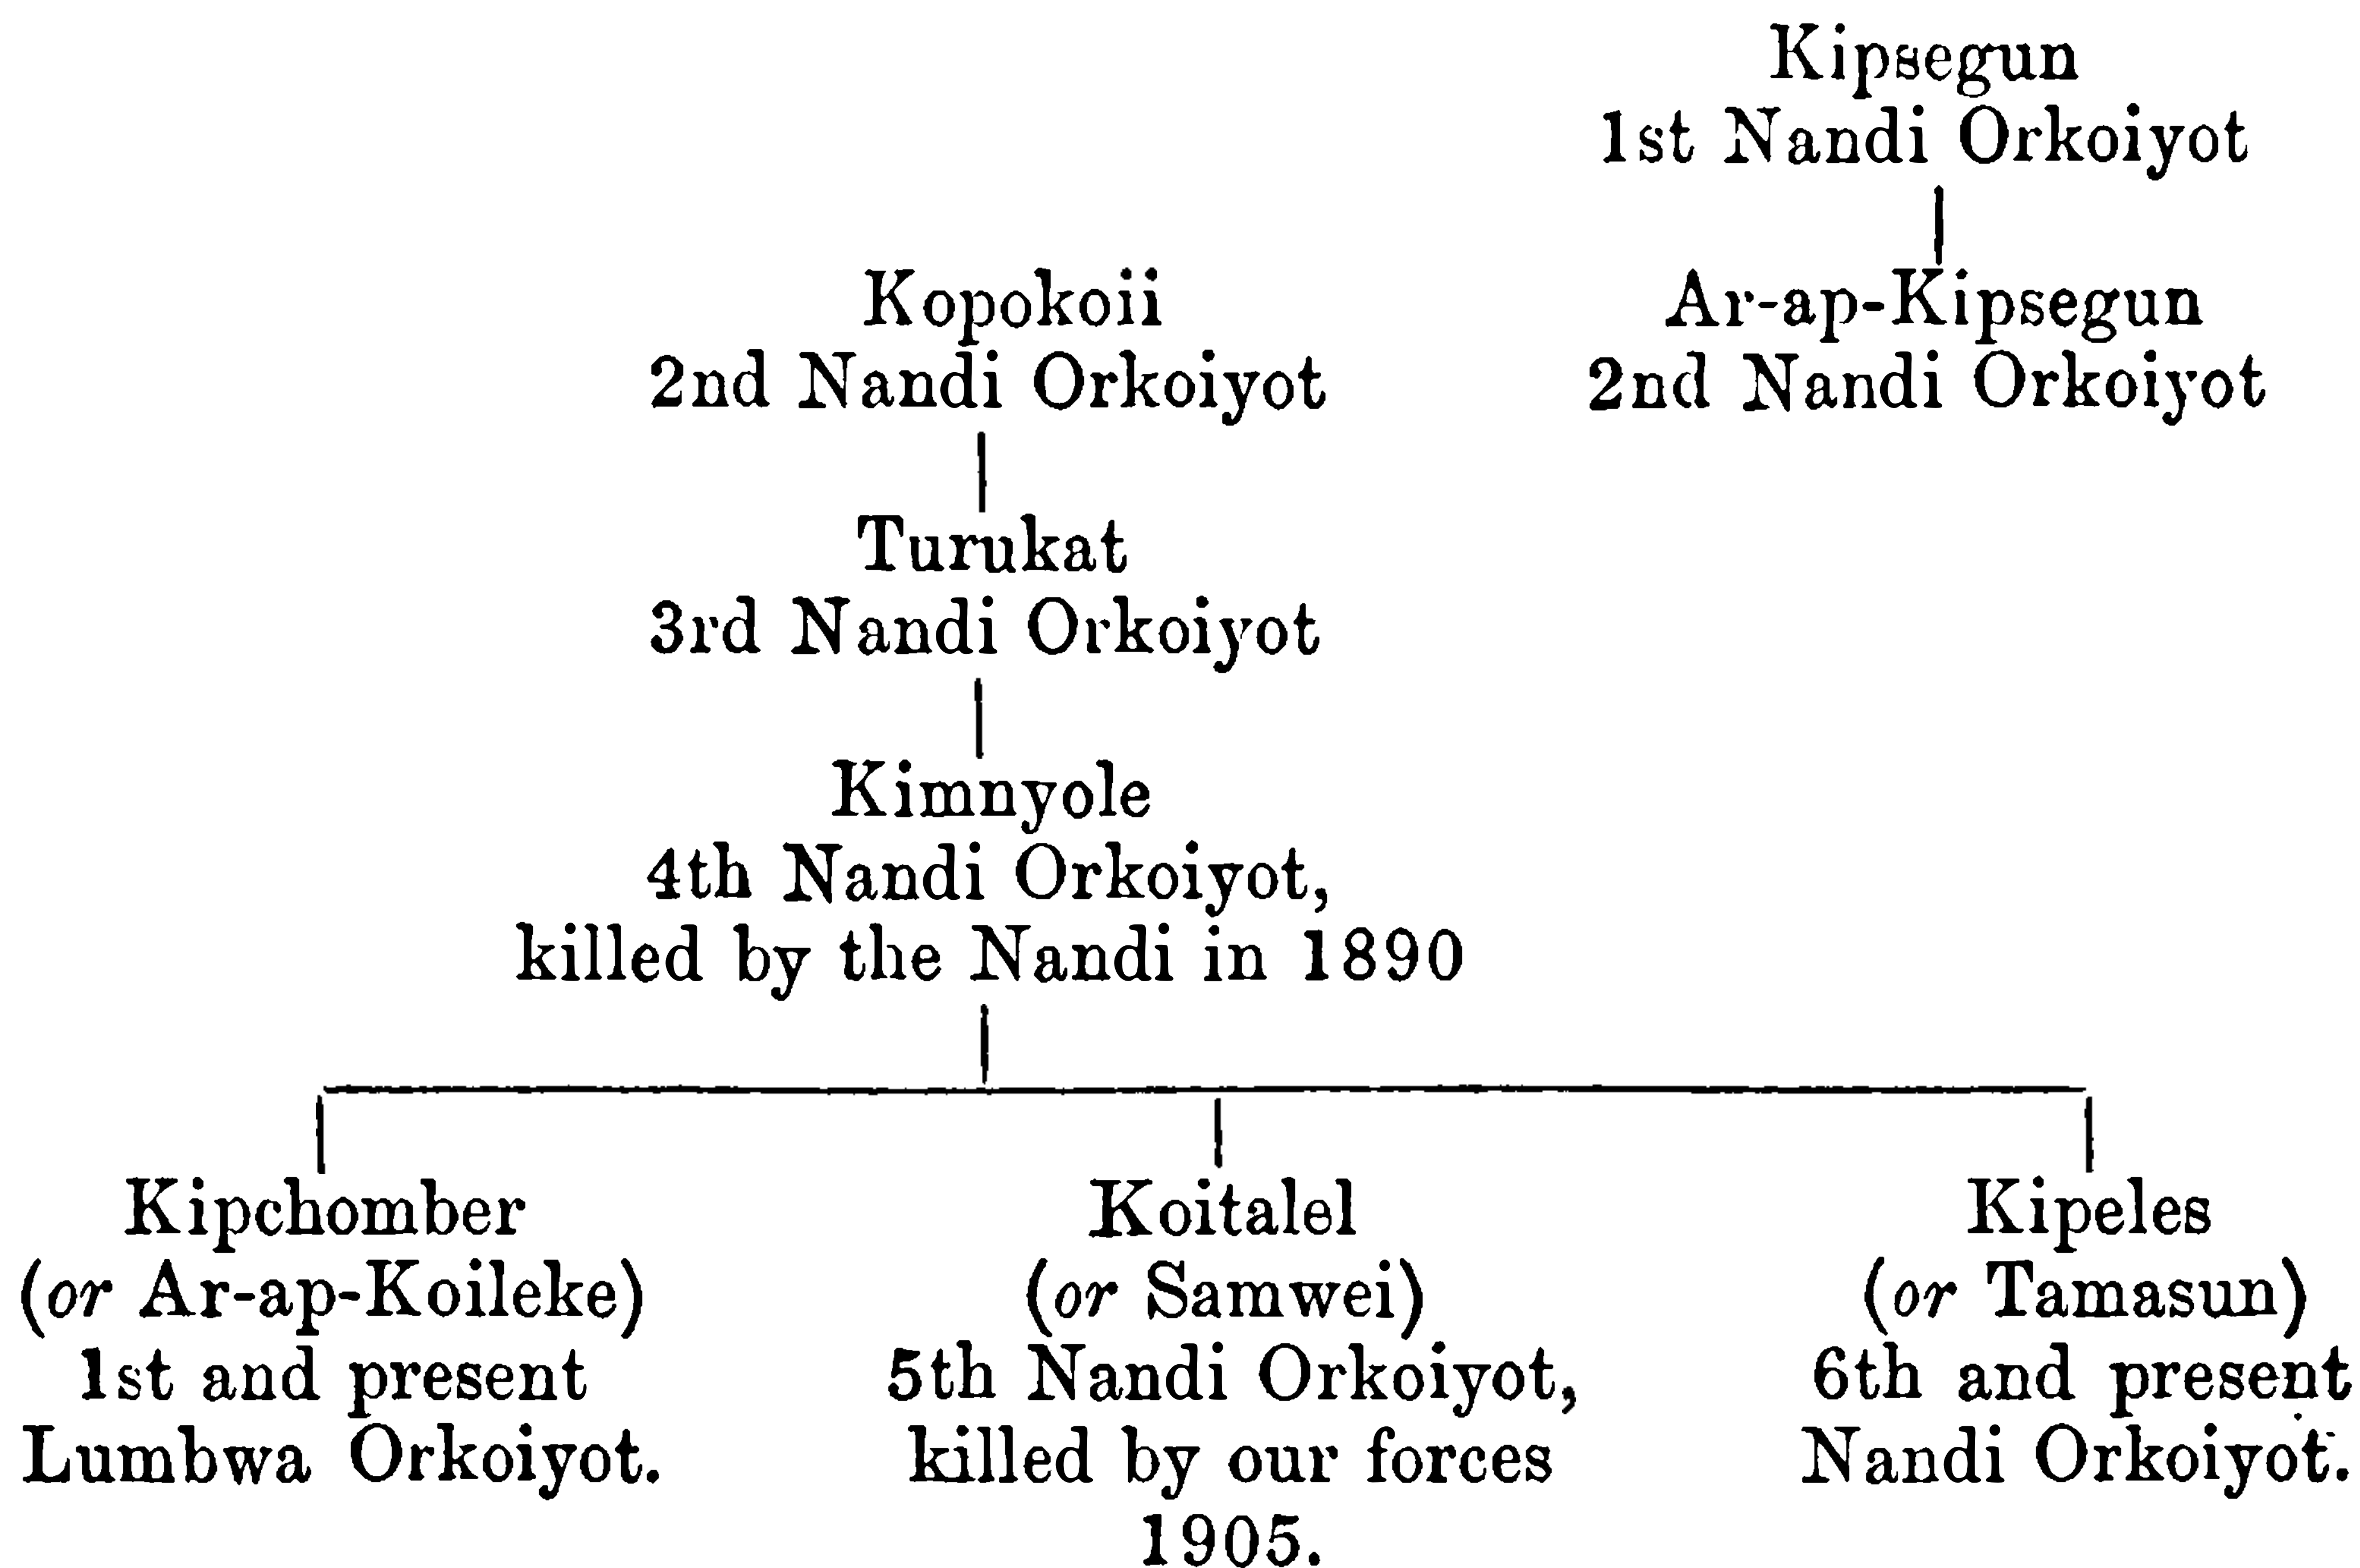 Kipsegun
1st Nandi Orkoiyot
Kopokoii
2nd Nandi Orkoiyot
Ar-ap-Kipsegun
2nd Nandi Orkoiyot
Turukat
3rd Nandi Orkoiyot
Kimnyole
4th Nandi Orkoiyot,
killed by the Nandi in 1890
Kipchomber
(or Ar-ap-Koileke)
1st and present
Lumbwa Orkoiyot.
Koitalel
(or Samwei)
5th Nandi Orkoiyot,
killed by our forces
1905.
Kipeles
(or Tamasun)
6th and present
Nandi Orkoiyot.